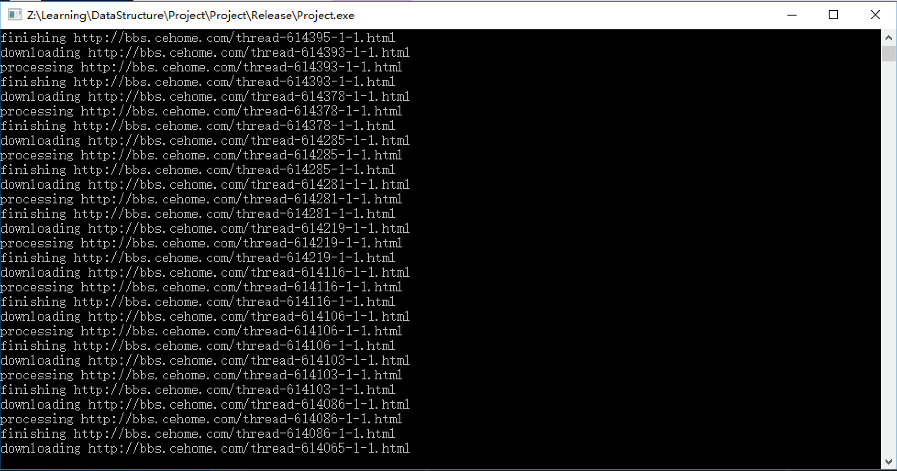 Z:\Learning\DataStructure\Project\Project\Release\Project.exe
finishing http://bbs.cehome.com/thread-614395-1-1.html
downloading http://bbs.cehome.com/thread-614393-1-1.html
processing http://bbs.cehome.com/thread-614393-1-1.html
finishing http://bbs.cehome.com/thread-614393-1-1.html
downloading http://bbs.cehome.com/thread-614378-1-1.html
processing http://bbs.cehome.com/thread-614378-1-1.html
finishing http://bbs.cehome.com/thread-614378-1-1.html
downloading http://bbs.cehome.com/thread-614285-1-1.html
processing http://bbs.cehome.com/thread-614285-1-1.html
finishing http://bbs.cehome.com/thread-614285-1-1.html
downloading http://bbs.cehome.com/thread-614281-1-1.html
processing http://bbs.cehome.com/thread-614281-1-1.html
finishing http://bbs.cehome.com/thread-614281-1-1.html
downloading http://bbs.cehome.com/thread-614219-1-1.html
processing http://bbs.cehome.com/thread-614219-1-1.html
finishing http://bbs.cehome.com/thread-614219-1-1.html
downloading http://bbs.cehome.com/thread-614116-1-1.html
processing http://bbs.cehome.com/thread-614116-1-1.html
finishing http://bbs.cehome.com/thread-614116-1-1.html
downloading http://bbs.cehome.com/thread-614106-1-1.html
processing http://bbs.cehome.com/thread-614106-1-1.html
finishing http://bbs.cehome.com/thread-614106-1-1.html
downloading http://bbs.cehome.com/thread-614103-1-1.html
processing http://bbs.cehome.com/thread-614103-1-1.html
finishing http://bbs.cehome.com/thread-614103-1-1.html
downloading http://bbs.cehome.com/thread-614086-1-1.html
processing http://bbs.cehome.com/thread-614086-1-1.html
finishing http://bbs.cehome.com/thread-614086-1-1.html
downloading http://bbs.cehome.com/thread-614065-1-1.html